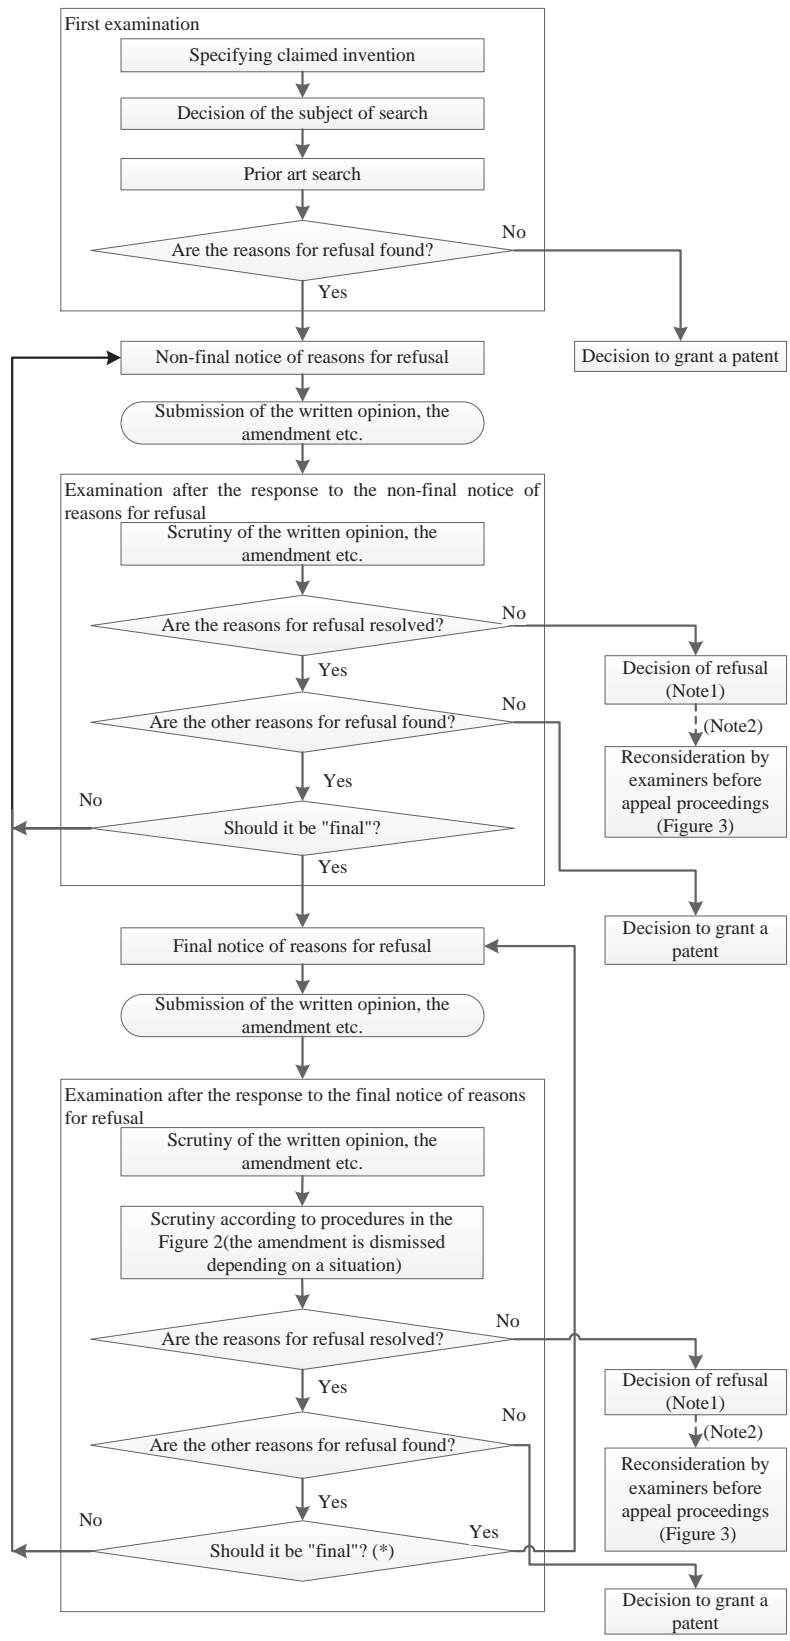 First examination
Specifying claimed invention
Decision of the subject of search
Prior art search
Are the reasons for refusal found?
No
Yes
Non-final notice of reasons for refusal
Decision to grant a patent
Submission of the written opinion, the
amendment etc.
Examination after the response to the non-final notice of
reasons for refusal
Scrutiny of the written opinion, the
amendment etc.
Are the reasons for refusal resolved?
No
Yes
Decision of refusal
(Note1)
(Note2)
Reconsideration by
examiners before
appeal proceedings
(Figure 3)
Are the other reasons for refusal found?
No
Yes
Should it be "final"?
No
Yes
Decision to grant a
patent
Final notice of reasons for refusal
Submission of the written opinion, the
amendment etc.
Examination after the response to the final notice of reasons
for refusal
Scrutiny of the written opinion, the
amendment etc.
Scrutiny according to procedures in the
Figure 2(the amendment is dismissed
depending on a situation)
Are the reasons for refusal resolved?
No
Yes
Decision of refusal
(Note1)
(Note2)
Reconsideration by
examiners before
appeal proceedings
(Figure 3)
Are the other reasons for refusal found?
No
Yes
Should it be "final"? (*)
No
Yes
Decision to grant a
patent